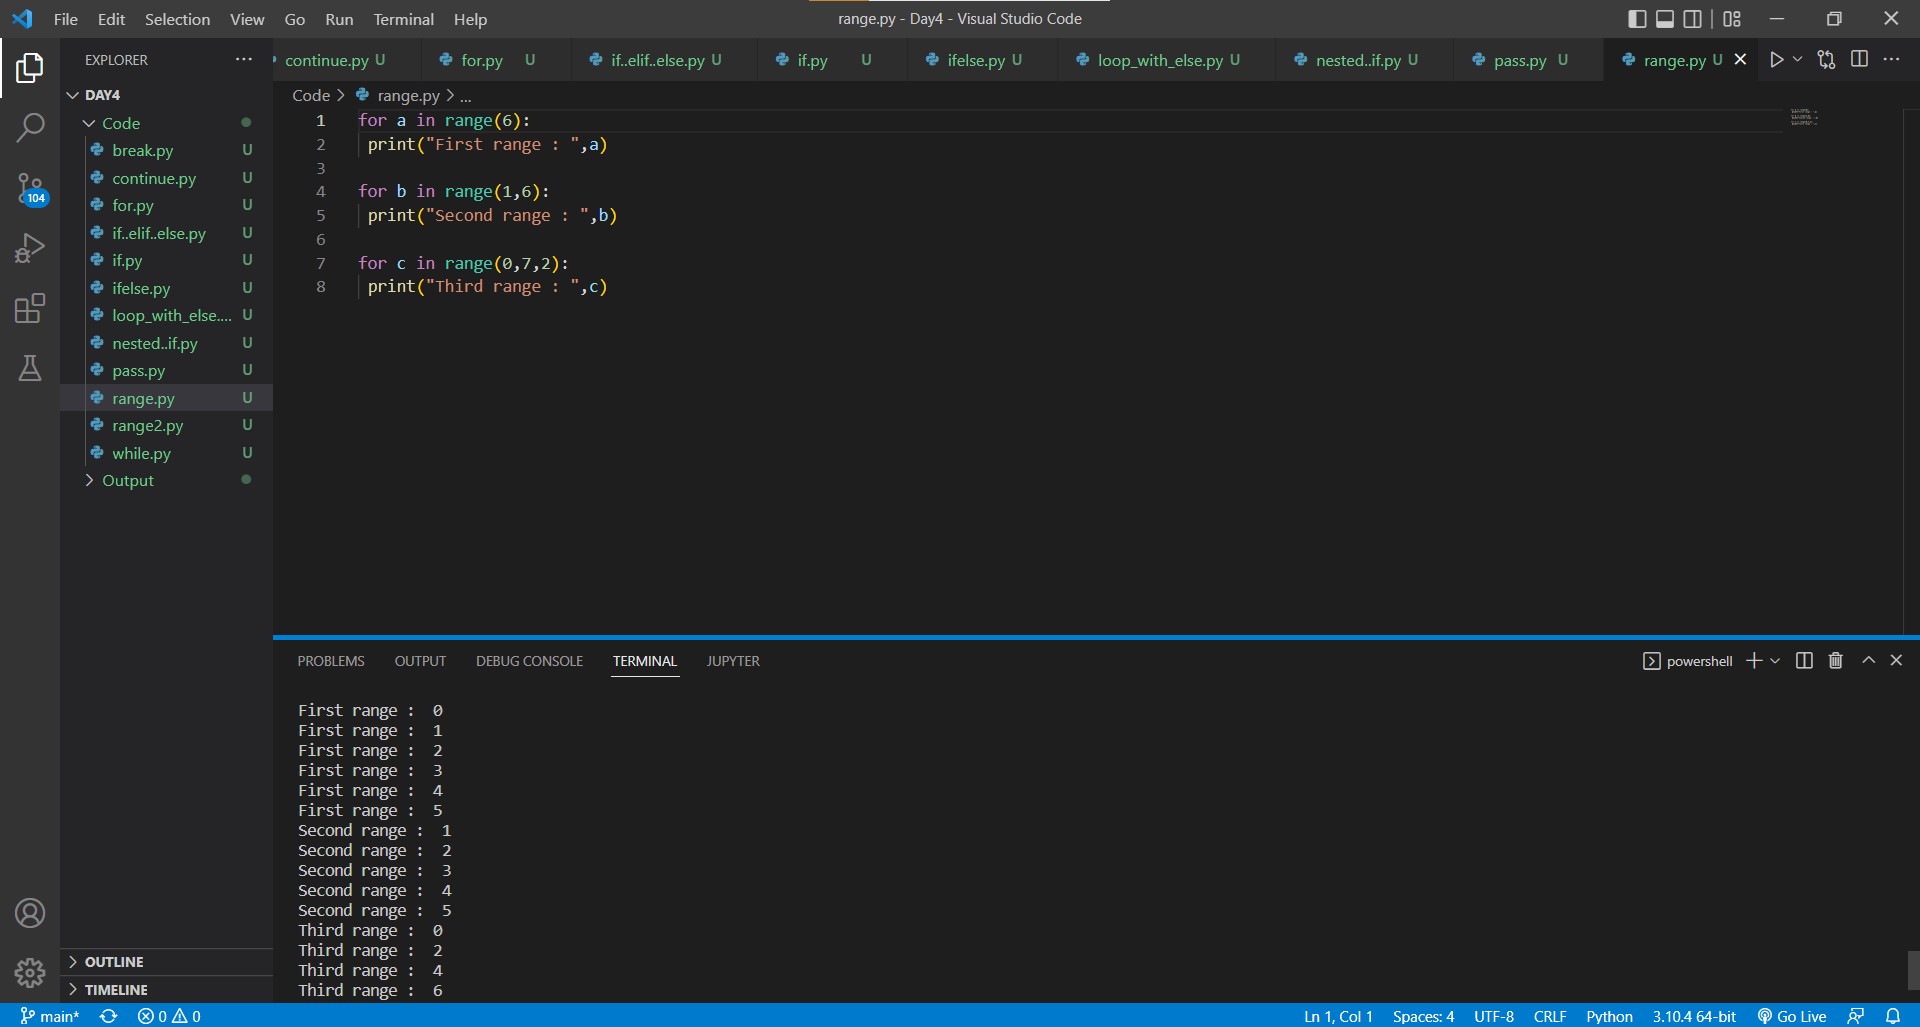 File Edit Selection View Go Run Terminal Help
range.py - Day4 - Visual Studio Code
EXPLORER ...
continue.py U for.py U if..elif..else.py U if.py U ifelse.py U loop_with_else.py U nested..if.py U pass.py U range.py U
DAY4
Code
break.py U
continue.py U
for.py U
if..elif..else.py U
if.py U
ifelse.py U
loop_with_else.... U
nested..if.py U
pass.py U
range.py U
range2.py U
while.py U
Output
104
OUTLINE
TIMELINE
Code > range.py > ...
1 for a in range(6):
2 print("First range : ",a)
3
4 for b in range(1,6):
5 print("Second range : ",b)
6
7 for c in range(0,7,2):
8 print("Third range : ",c)
PROBLEMS OUTPUT DEBUG CONSOLE TERMINAL JUPYTER
powershell
First range :  0
First range :  1
First range :  2
First range :  3
First range :  4
First range :  5
Second range :  1
Second range :  2
Second range :  3
Second range :  4
Second range :  5
Third range :  0
Third range :  2
Third range :  4
Third range :  6
main* 0 0
Ln 1, Col 1 Spaces: 4 UTF-8 CRLF Python 3.10.4 64-bit Go Live